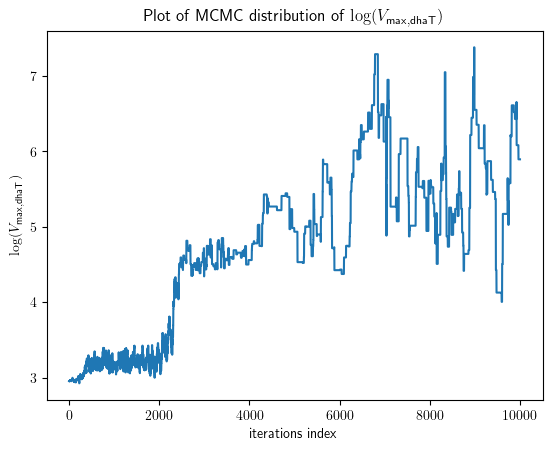 Plot of MCMC distribution of log(V_max,dhaT)
log(V_max,dhaT)
7
6
5
4
3
0 2000 4000 6000 8000 10000
iterations index